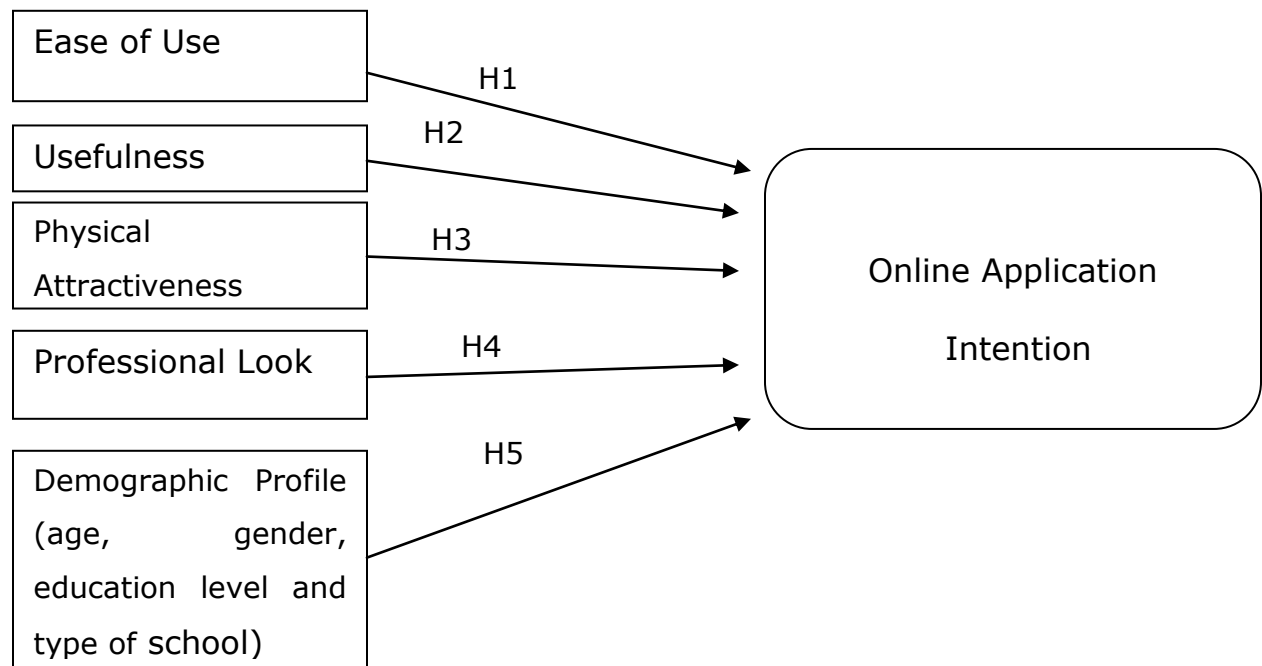 Ease of Use
H1
H2
Usefulness
Physical
Attractiveness
H3
Online Application
Intention
Professional Look
H4
H5
Demographic Profile
(age, gender,
education level and
type of school)